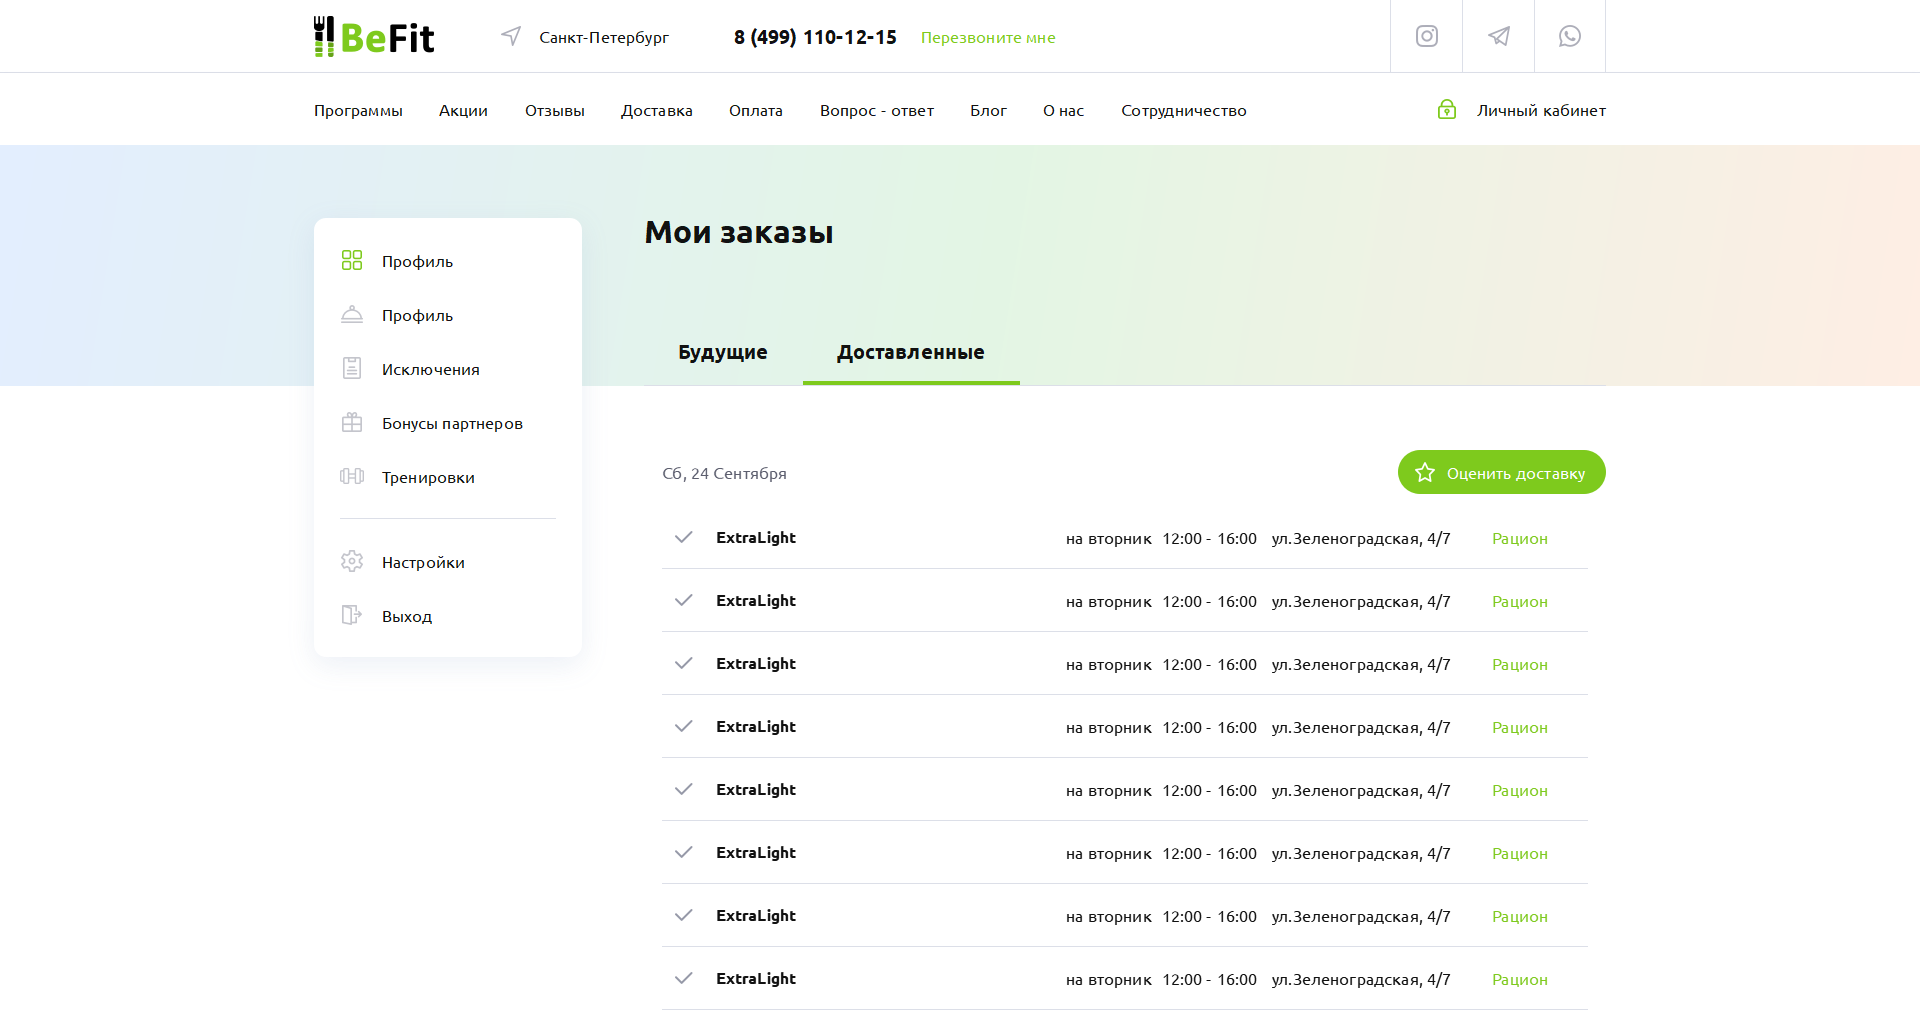 BeFit
Санкт-Петербург
8 (499) 110-12-15
Перезвоните мне
Программы
Акции
Отзывы
Доставка
Оплата
Вопрос - ответ
Блог
О нас
Сотрудничество
Личный кабинет
Профиль
Профиль
Исключения
Бонусы партнеров
Тренировки
Настройки
Выход
Мои заказы
Будущие
Доставленные
Сб, 24 Сентября
Оценить доставку
ExtraLight на вторник 12:00 - 16:00 ул.Зеленоградская, 4/7 Рацион
ExtraLight на вторник 12:00 - 16:00 ул.Зеленоградская, 4/7 Рацион
ExtraLight на вторник 12:00 - 16:00 ул.Зеленоградская, 4/7 Рацион
ExtraLight на вторник 12:00 - 16:00 ул.Зеленоградская, 4/7 Рацион
ExtraLight на вторник 12:00 - 16:00 ул.Зеленоградская, 4/7 Рацион
ExtraLight на вторник 12:00 - 16:00 ул.Зеленоградская, 4/7 Рацион
ExtraLight на вторник 12:00 - 16:00 ул.Зеленоградская, 4/7 Рацион
ExtraLight на вторник 12:00 - 16:00 ул.Зеленоградская, 4/7 Рацион